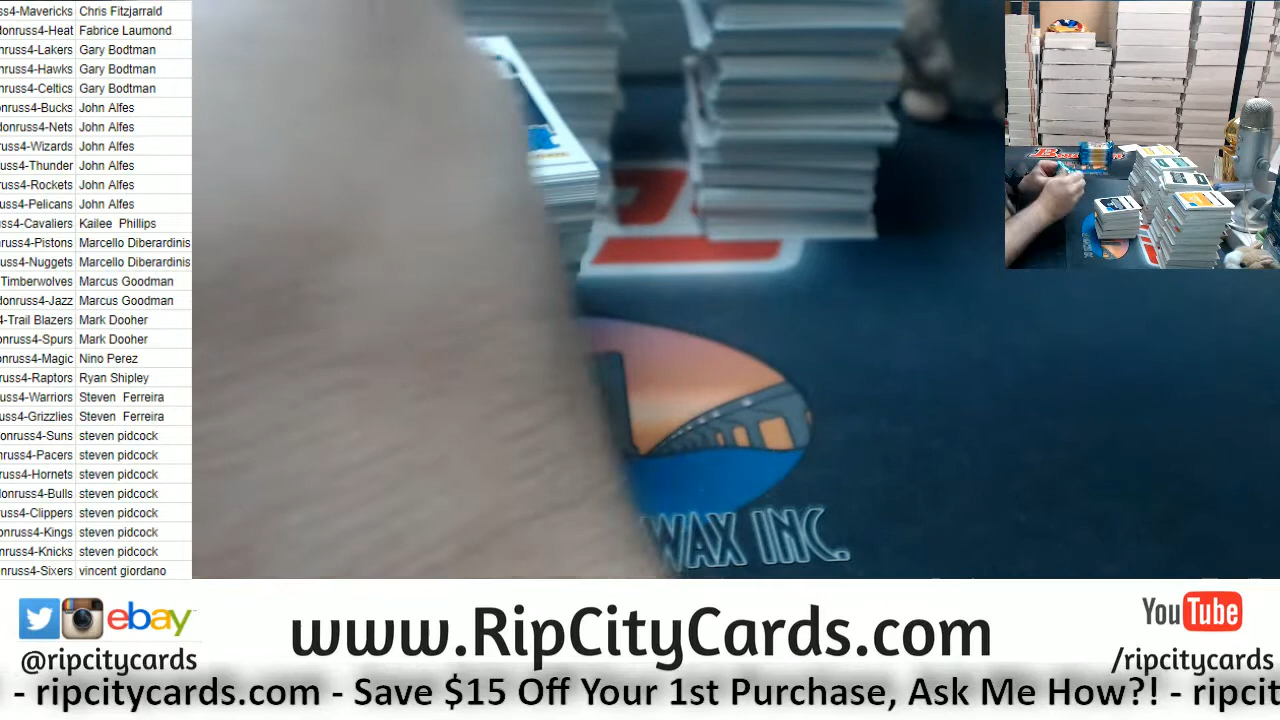 ss4-Mavericks Chris Fitzjarrald
onruss4-Heat Fabrice Laumond
nruss4-Lakers Gary Bodtman
nruss4-Hawks Gary Bodtman
nruss4-Celtics Gary Bodtman
onruss4-Bucks John Alfes
donruss4-Nets John Alfes
nruss4-Wizards John Alfes
russ4-Thunder John Alfes
russ4-Rockets John Alfes
russ4-Pelicans John Alfes
uss4-Cavaliers Kailee Phillips
nruss4-Pistons Marcello Diberardinis
uss4-Nuggets Marcello Diberardinis
Timberwolves Marcus Goodman
donruss4-Jazz Marcus Goodman
4-Trail Blazers Mark Dooher
nruss4-Spurs Mark Dooher
onruss4-Magic Nino Perez
russ4-Raptors Ryan Shipley
russ4-Warriors Steven Ferreira
uss4-Grizzlies Steven Ferreira
onruss4-Suns steven pidcock
onruss4-Pacers steven pidcock
russ4-Hornets steven pidcock
donruss4-Bulls steven pidcock
russ4-Clippers steven pidcock
onruss4-Kings steven pidcock
nruss4-Knicks steven pidcock
nruss4-Sixers vincent giordano
WAX INC.
ebay
@ripcitycards
www.RipCityCards.com
YouTube
/ripcitycards
- ripcitycards.com - Save $15 Off Your 1st Purchase, Ask Me How?! - ripcit